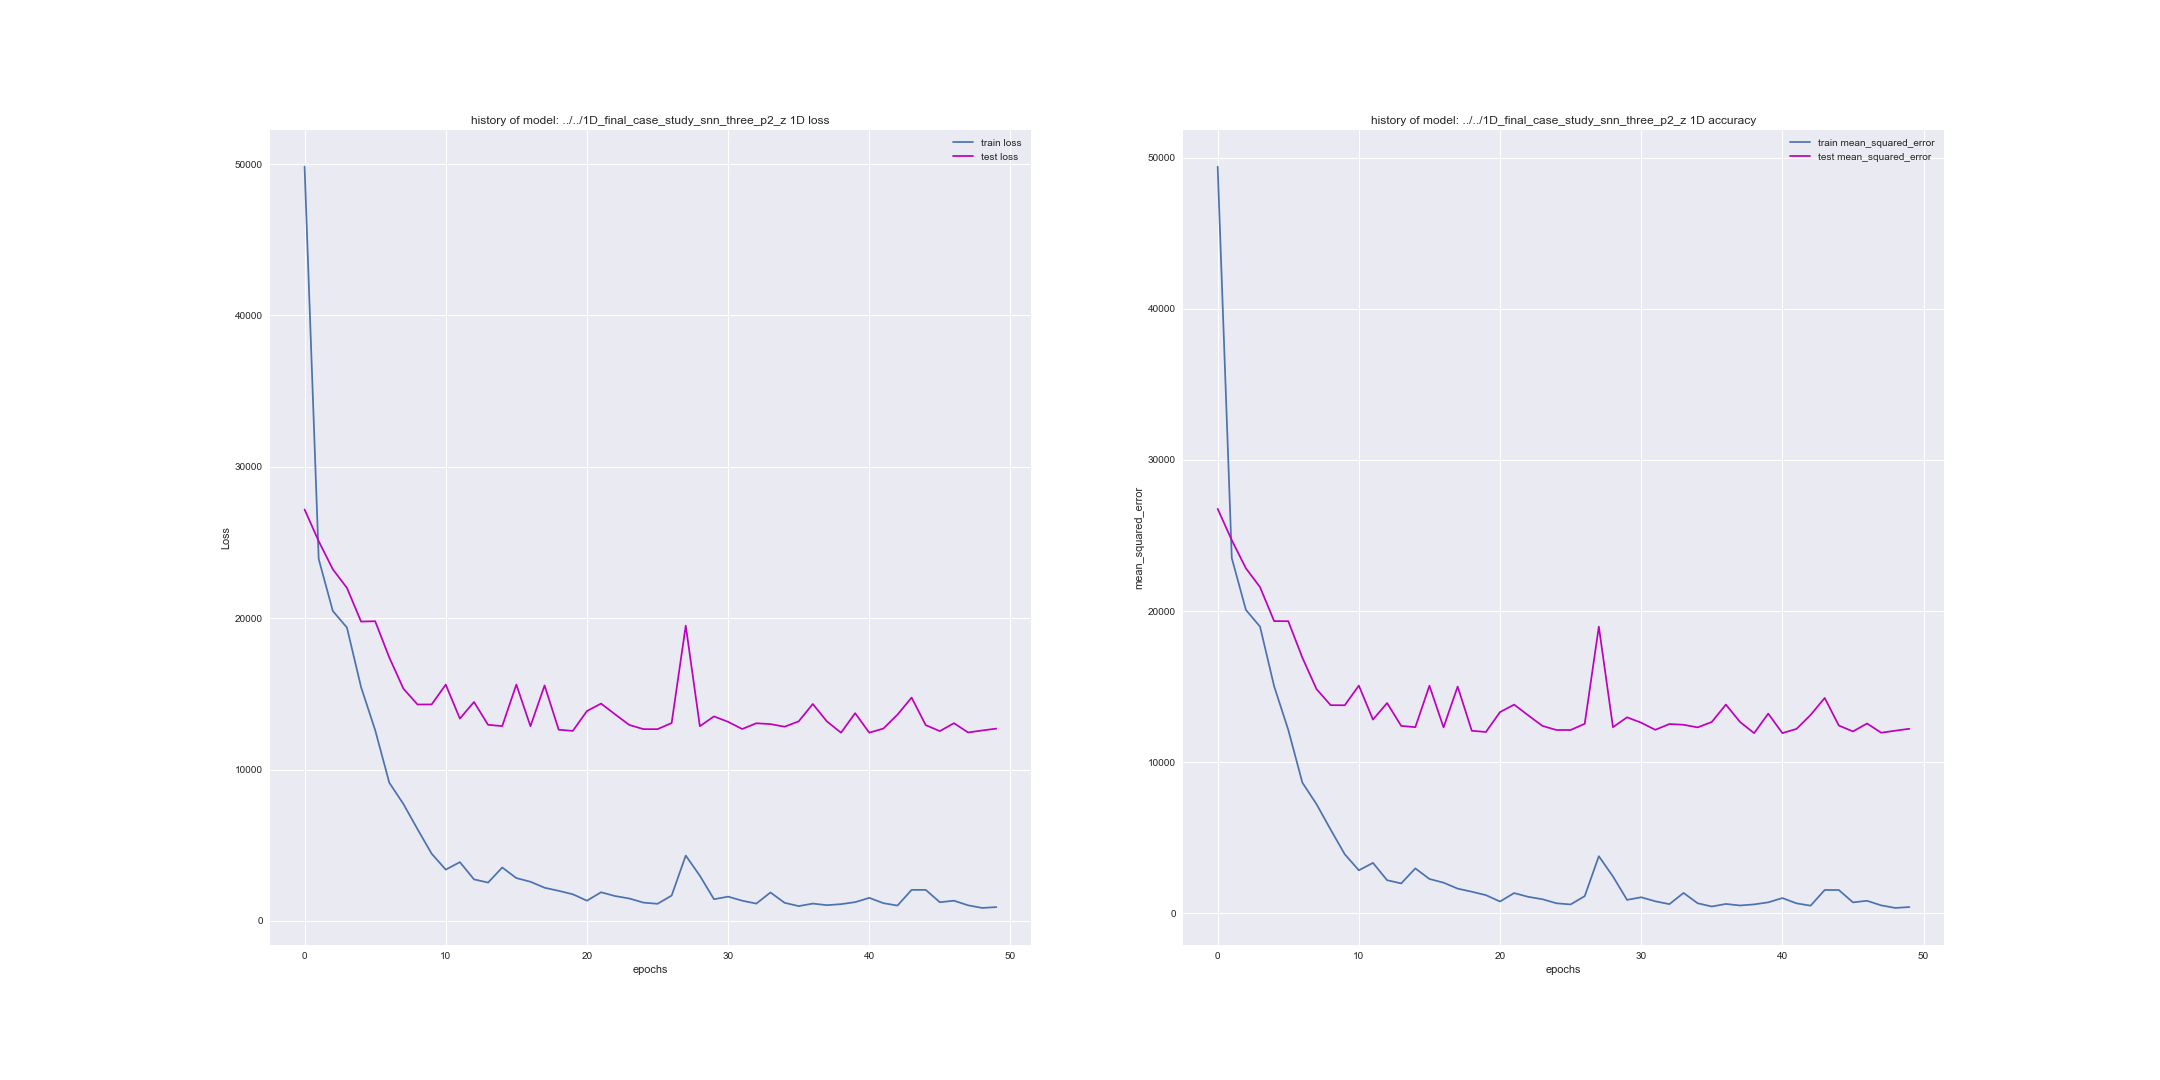 history of model: ../../1D_final_case_study_snn_three_p2_z 1D loss
train loss
test loss
50000
40000
30000
20000
10000
0
Loss
0 10 20 30 40 50
epochs
history of model: ../../1D_final_case_study_snn_three_p2_z 1D accuracy
train mean_squared_error
test mean_squared_error
50000
40000
30000
20000
10000
0
mean_squared_error
0 10 20 30 40 50
epochs